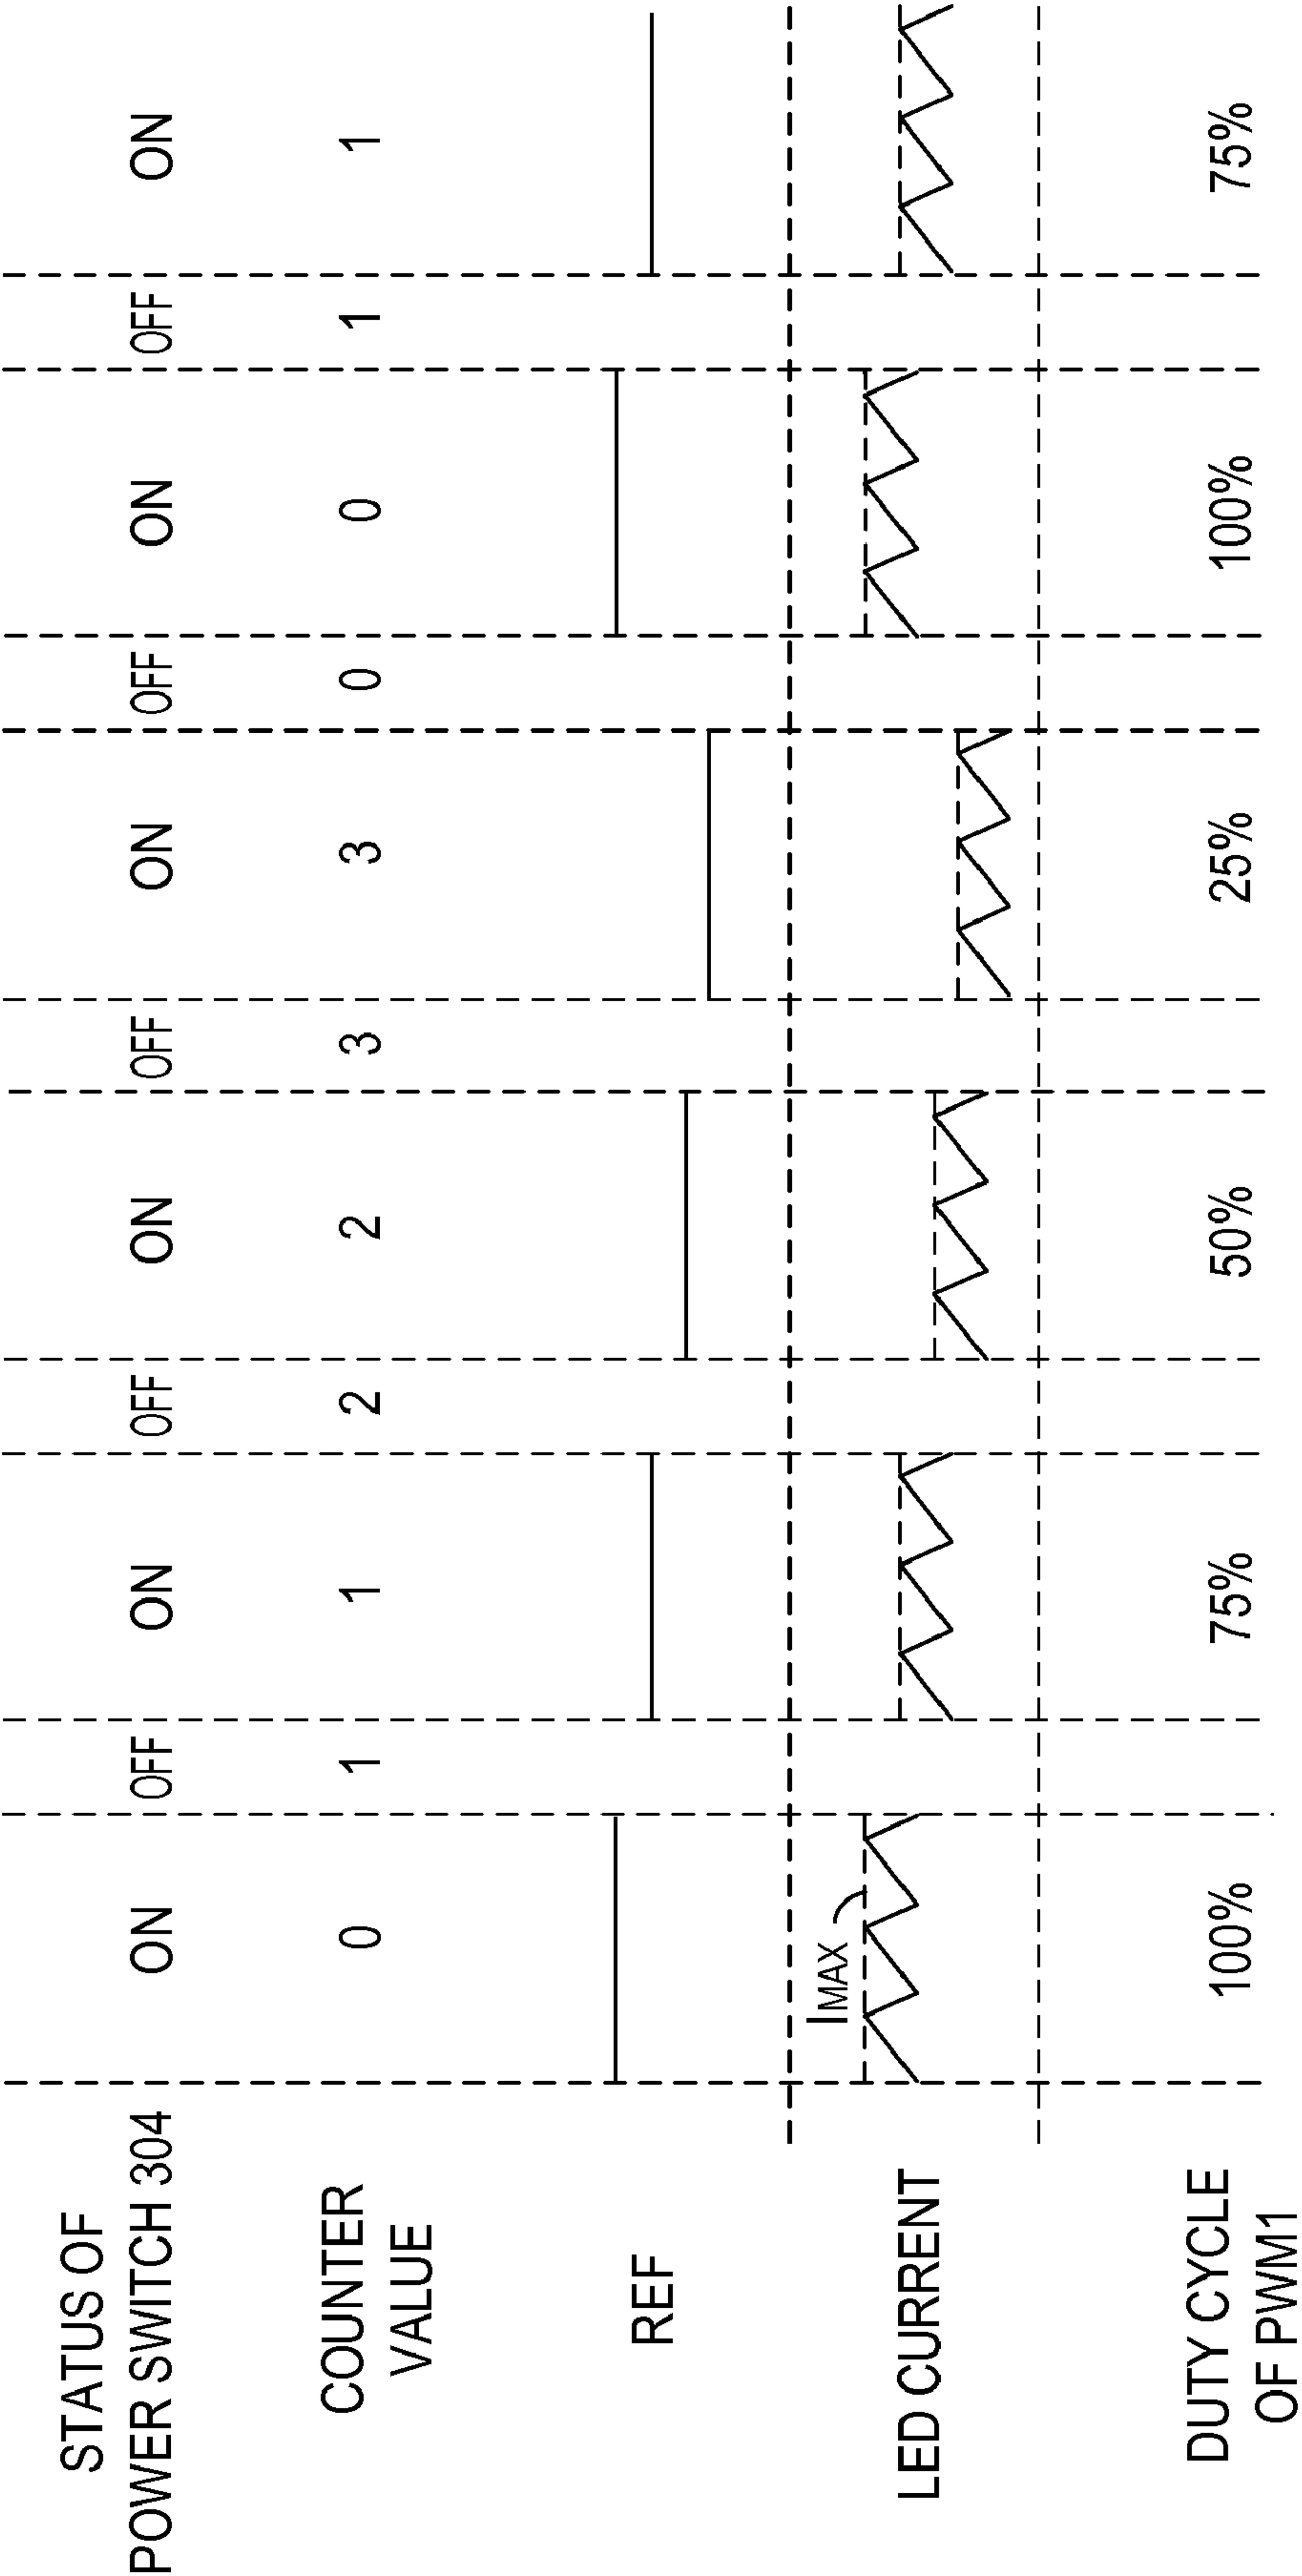 STATUS OF
POWER SWITCH 304
ON OFF ON OFF ON OFF ON OFF ON OFF ON
COUNTER
VALUE
0 1 1 2 2 3 3 0 0 1 1
REF
LED CURRENT
IMAX
DUTY CYCLE
OF PWM1
100% 75% 50% 25% 100% 75%